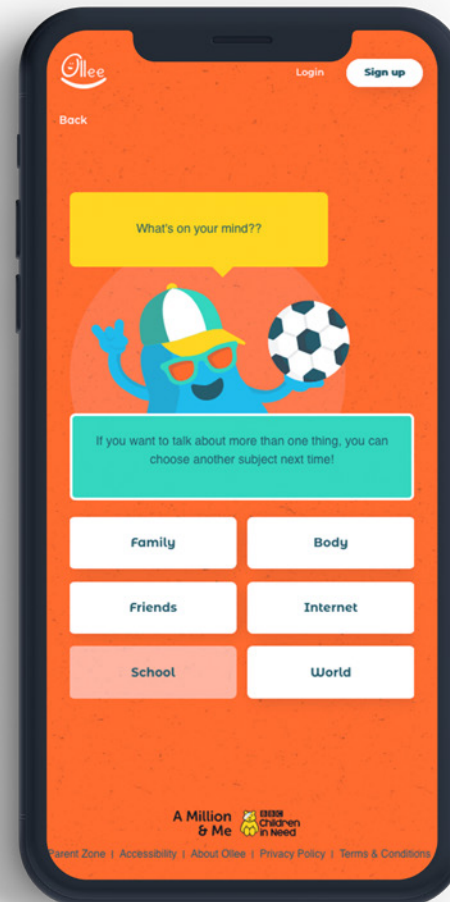 Ollee
Login
Sign up
Back
What's on your mind??
If you want to talk about more than one thing, you can
choose another subject next time!
Family
Body
Friends
Internet
School
World
A Million
& Me
BBC
Children
in Need
Parent Zone | Accessibility | About Ollee | Privacy Policy | Terms & Conditions